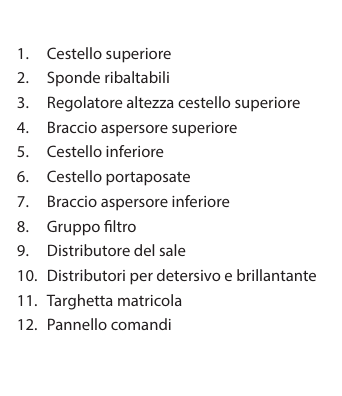 1. Cestello superiore
2. Sponde ribaltabili
3. Regolatore altezza cestello superiore
4. Braccio aspersore superiore
5. Cestello inferiore
6. Cestello portaposate
7. Braccio aspersore inferiore
8. Gruppo filtro
9. Distributore del sale
10. Distributori per detersivo e brillantante
11. Targhetta matricola
12. Pannello comandi